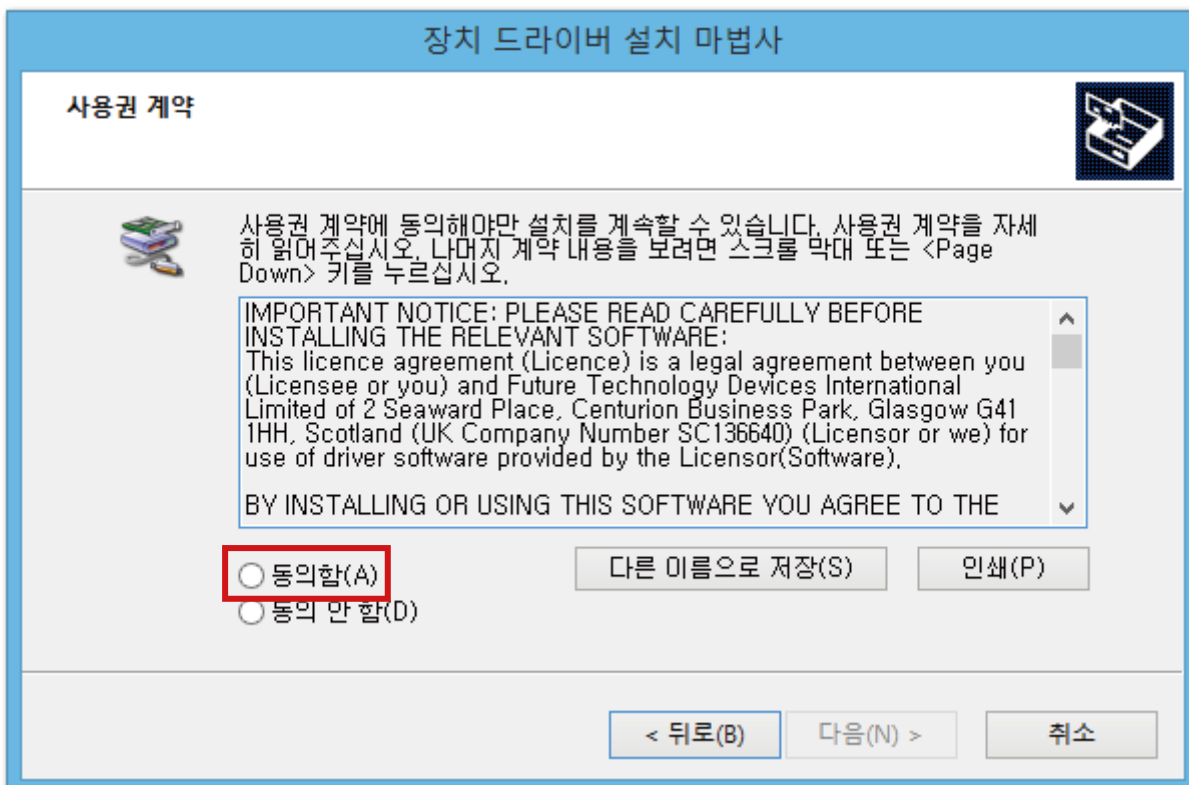 장치 드라이버 설치 마법사
사용권 계약
사용권 계약에 동의해야만 설치를 계속할 수 있습니다. 사용권 계약을 자세
히 읽어주십시오. 나머지 계약 내용을 보려면 스크롤 막대 또는 <Page
Down> 키를 누르십시오.
IMPORTANT NOTICE: PLEASE READ CAREFULLY BEFORE
INSTALLING THE RELEVANT SOFTWARE:
This licence agreement (Licence) is a legal agreement between you
(Licensee or you) and Future Technology Devices International
Limited of 2 Seaward Place, Centurion Business Park, Glasgow G41
1HH, Scotland (UK Company Number SC136640) (Licensor or we) for
use of driver software provided by the Licensor(Software).
BY INSTALLING OR USING THIS SOFTWARE YOU AGREE TO THE
동의함(A) 다른 이름으로 저장(S) 인쇄(P)
동의 안 함(D)
< 뒤로(B) 다음(N) > 취소